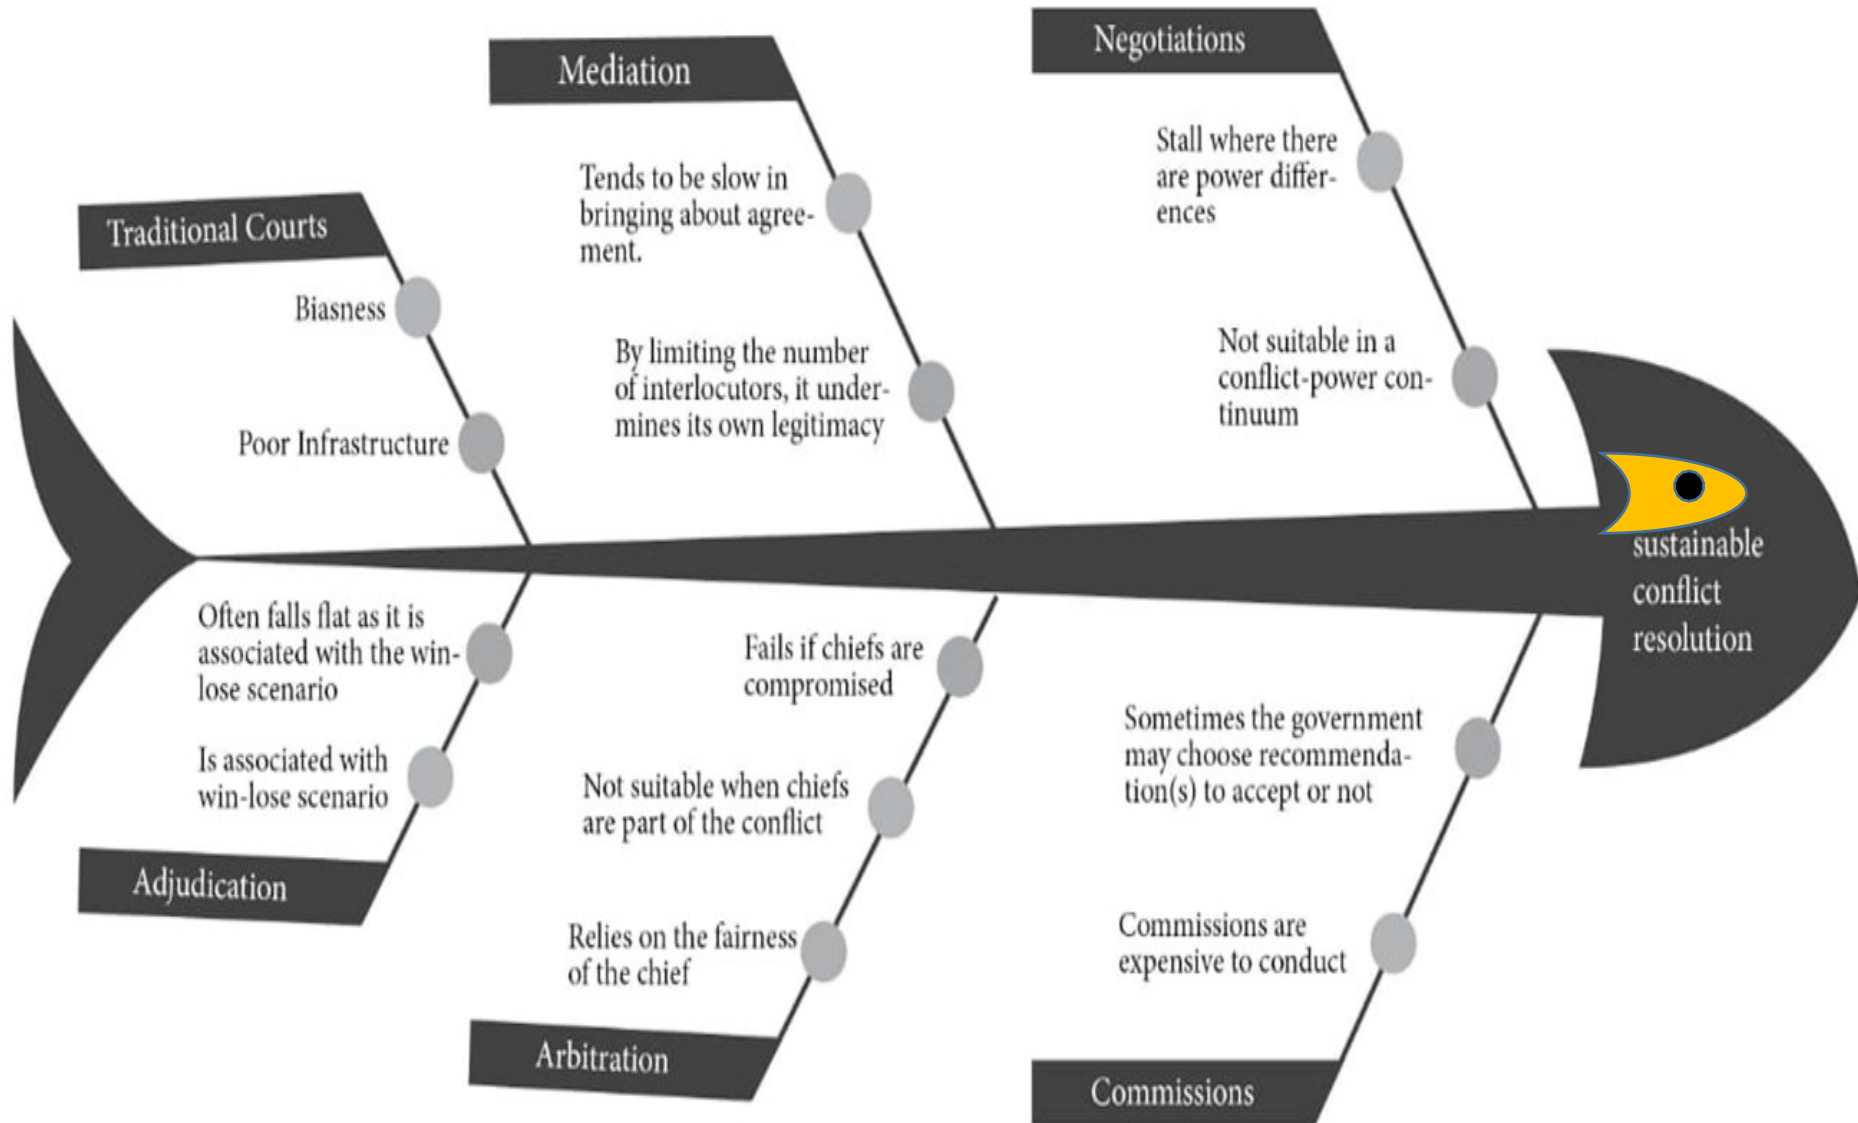 Traditional Courts
Biasness
Poor Infrastructure
Mediation
Tends to be slow in
bringing about agree-
ment.
By limiting the number
of interlocutors, it under-
mines its own legitimacy
Negotiations
Stall where there
are power differ-
ences
Not suitable in a
conflict-power con-
tinuum
sustainable
conflict
resolution
Often falls flat as it is
associated with the win-
lose scenario
Is associated with
win-lose scenario
Adjudication
Fails if chiefs are
compromised
Not suitable when chiefs
are part of the conflict
Relies on the fairness
of the chief
Arbitration
Sometimes the government
may choose recommenda-
tion(s) to accept or not
Commissions are
expensive to conduct
Commissions